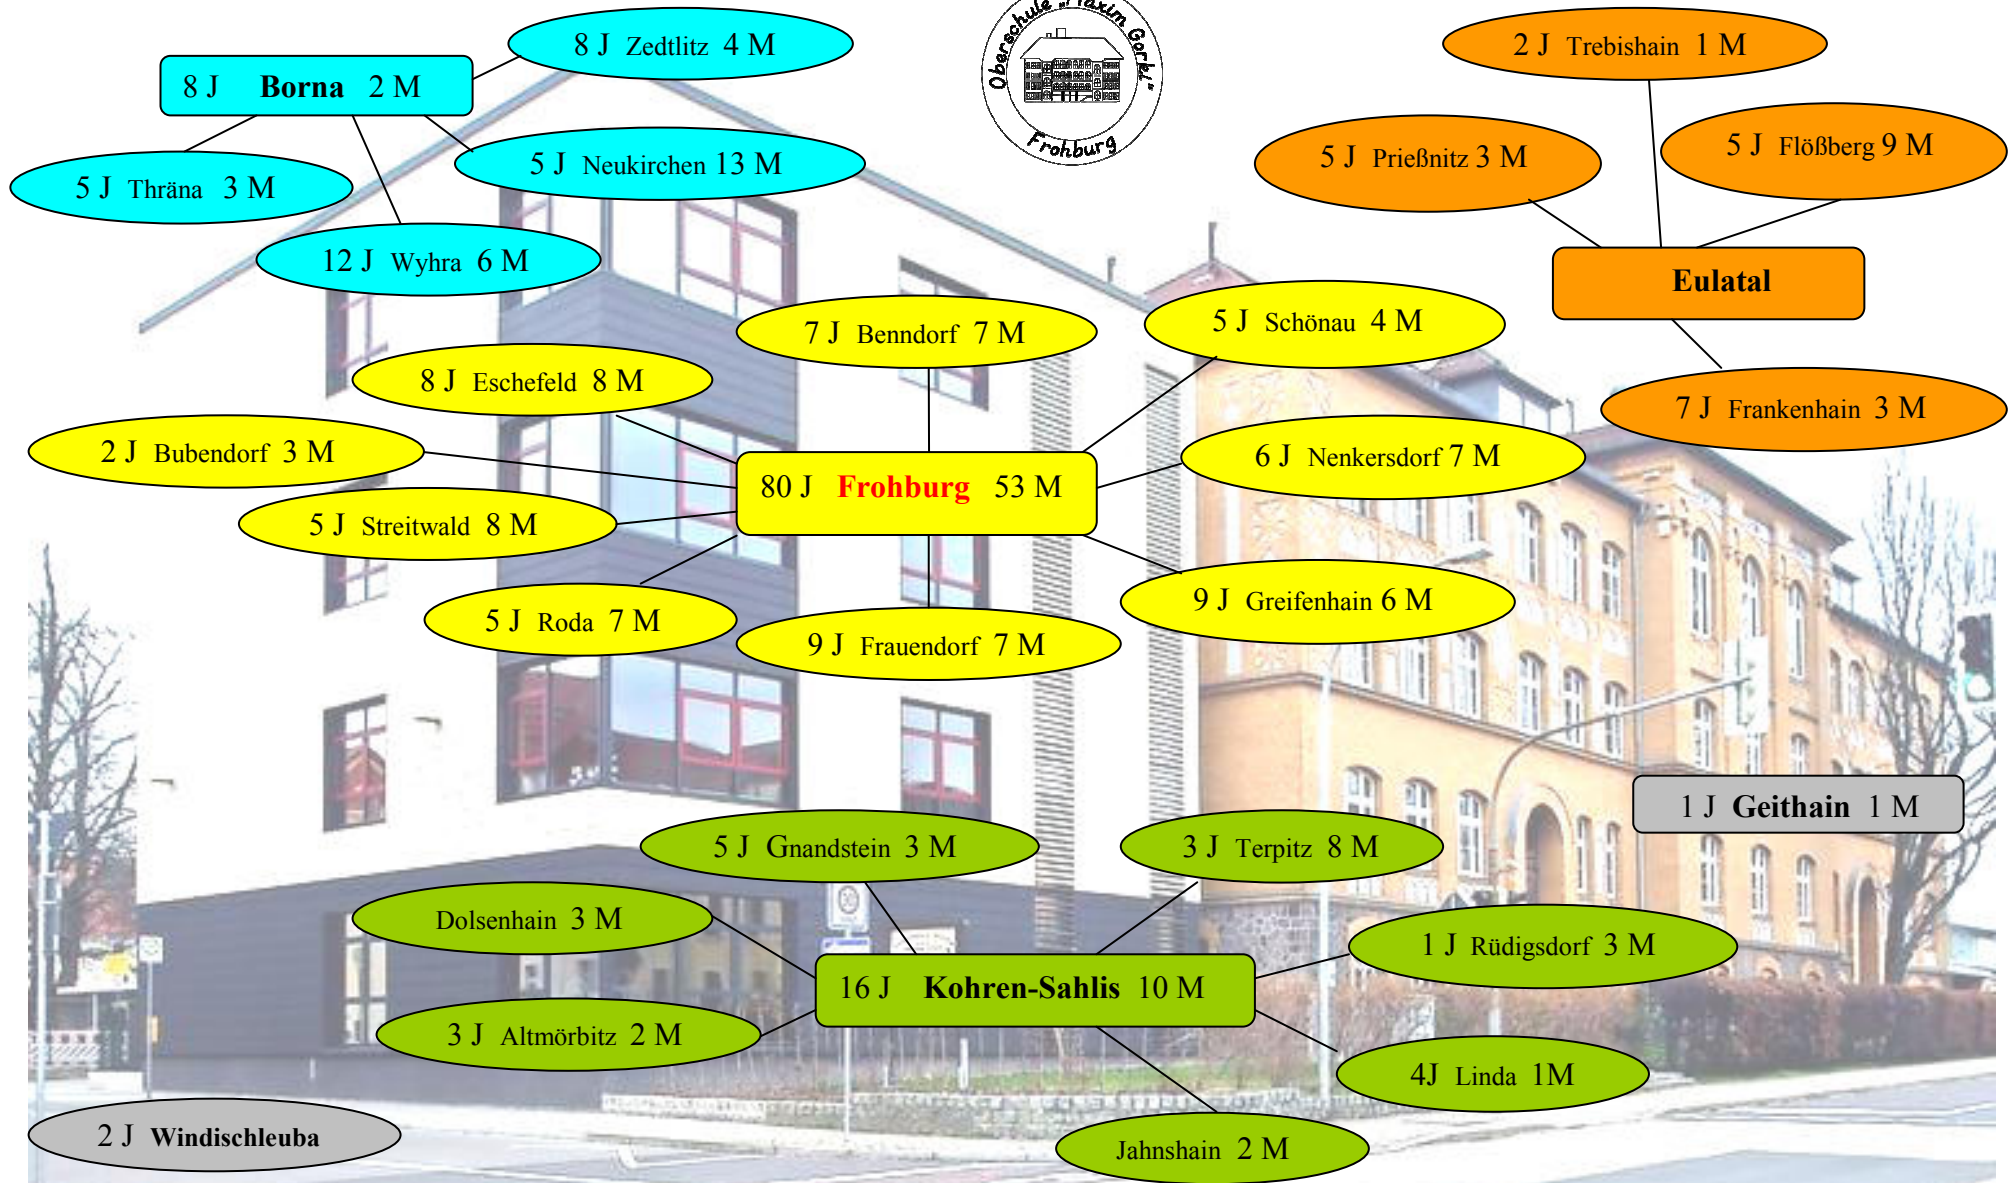 Oberschule „Maxim Gorki"
Frohburg
8 J Zedtlitz 4 M
8 J Borna 2 M
5 J Thräna 3 M
5 J Neukirchen 13 M
12 J Wyhra 6 M
2 J Trebishain 1 M
5 J Prießnitz 3 M
5 J Flößberg 9 M
Eulatal
7 J Frankenhain 3 M
7 J Benndorf 7 M
5 J Schönau 4 M
8 J Eschefeld 8 M
2 J Bubendorf 3 M
6 J Nenkersdorf 7 M
80 J Frohburg 53 M
5 J Streitwald 8 M
5 J Roda 7 M
9 J Frauendorf 7 M
9 J Greifenhain 6 M
1 J Geithain 1 M
5 J Gnandstein 3 M
3 J Terpitz 8 M
Dolsenhain 3 M
1 J Rüdigsdorf 3 M
16 J Kohren-Sahlis 10 M
3 J Altmörbitz 2 M
4J Linda 1M
Jahnshain 2 M
2 J Windischleuba